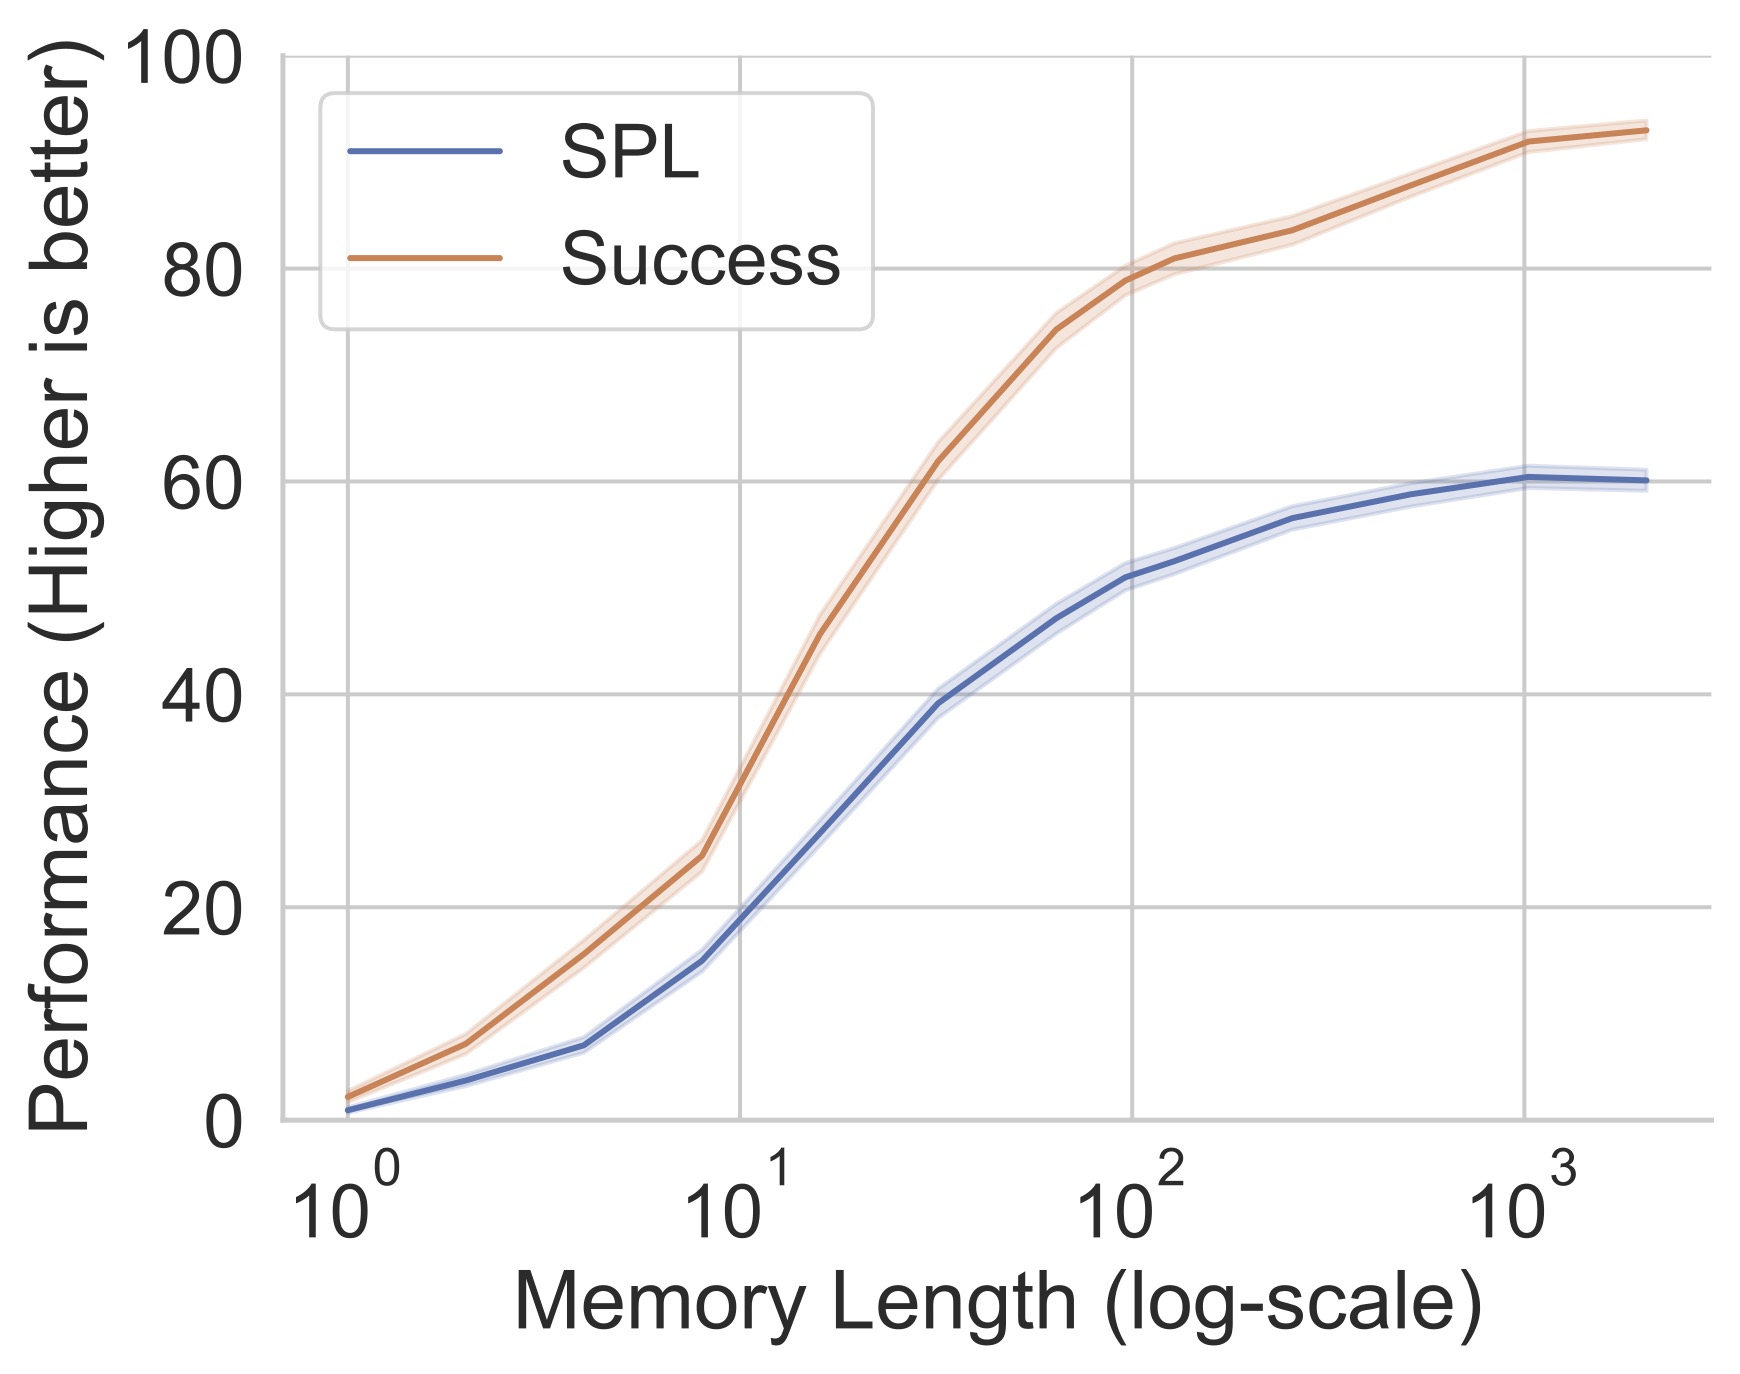 Performance (Higher is better)
100
80
60
40
20
0
SPL
Success
10^0
10^1
10^2
10^3
Memory Length (log-scale)